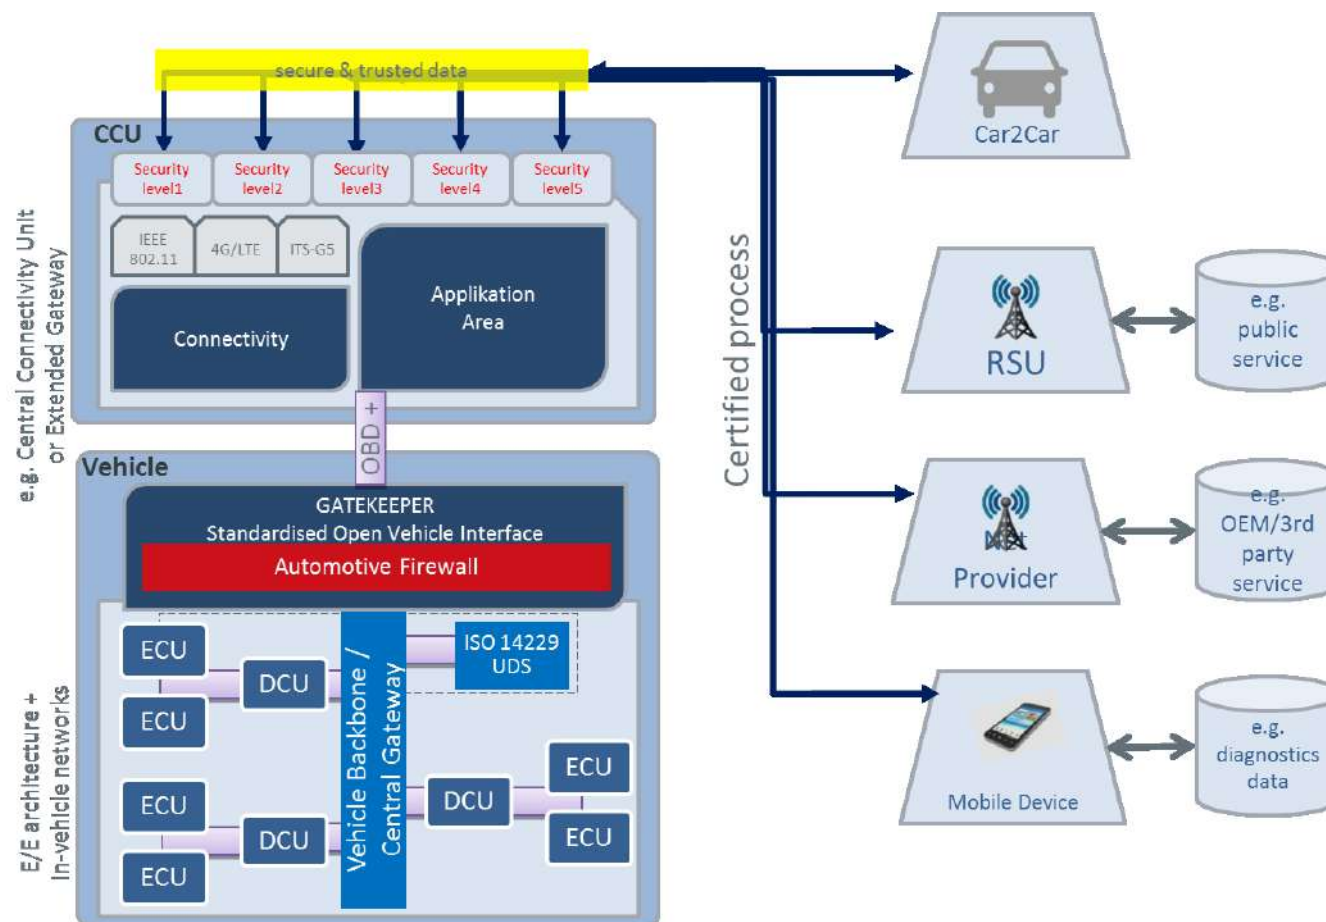 secure & trusted data
CCU
Security
level1
Security
level2
Security
level3
Security
level4
Security
level5
IEEE
802.11
4G/LTE
ITS-G5
Connectivity
Applikation
Area
e.g. Central Connectivity Unit
or Extended Gateway
OBD +
Vehicle
GATEKEEPER
Standardised Open Vehicle Interface
Automotive Firewall
ECU
ECU
DCU
ISO 14229
UDS
Vehicle Backbone /
Central Gateway
ECU
ECU
DCU
DCU
ECU
ECU
E/E architecture +
In-vehicle networks
Certified process
Car2Car
RSU
e.g.
public
service
Net
Provider
e.g.
OEM/3rd
party
service
Mobile Device
e.g.
diagnostics
data